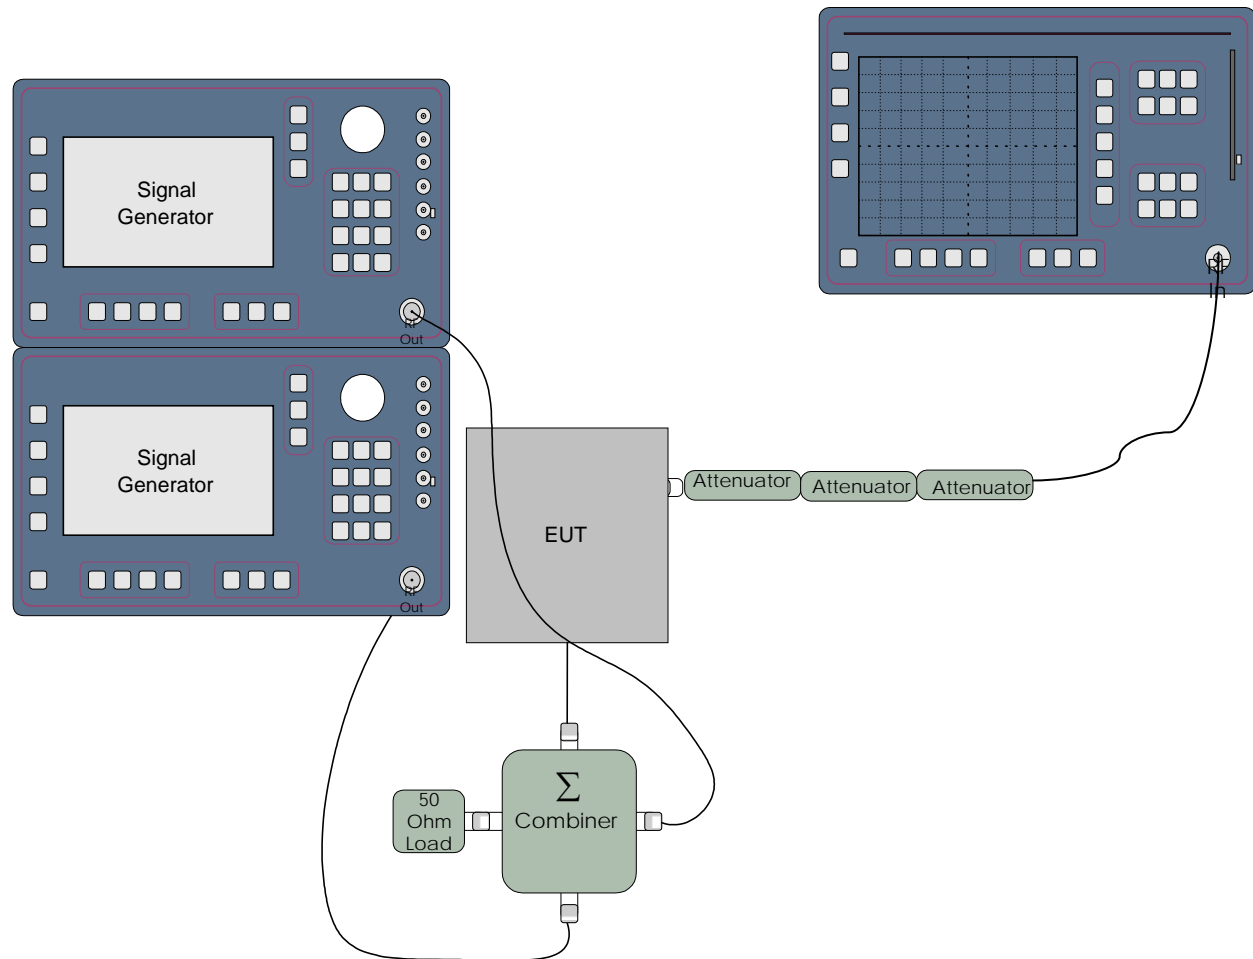 Signal
Generator
RF
Out
Signal
Generator
RF
Out
RF
In
EUT
Attenuator
Attenuator
Attenuator
Σ
Combiner
50
Ohm
Load